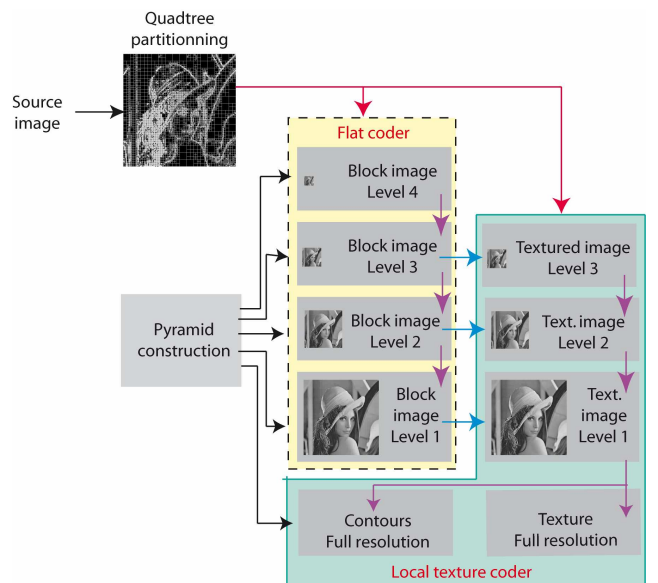 Quadtree
partitionning
Source
image
Flat coder
Block image
Level 4
Block image
Level 3
Textured image
Level 3
Pyramid
construction
Block image
Level 2
Text. image
Level 2
Block
image
Level 1
Text.
image
Level 1
Contours
Full resolution
Texture
Full resolution
Local texture coder